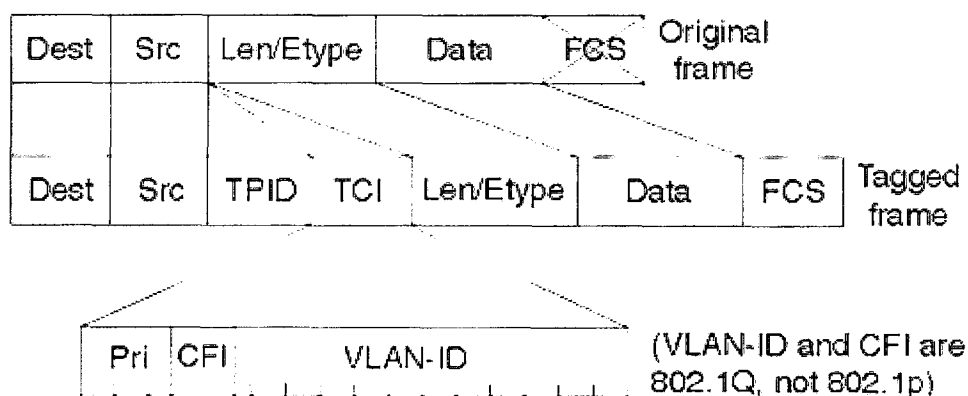 Dest Src Len/Etype Data FCS Original frame
Dest Src TPID TCI Len/Etype Data FCS Tagged frame
Pri CFI VLAN-ID (VLAN-ID and CFI are
802.1Q, not 802.1p)